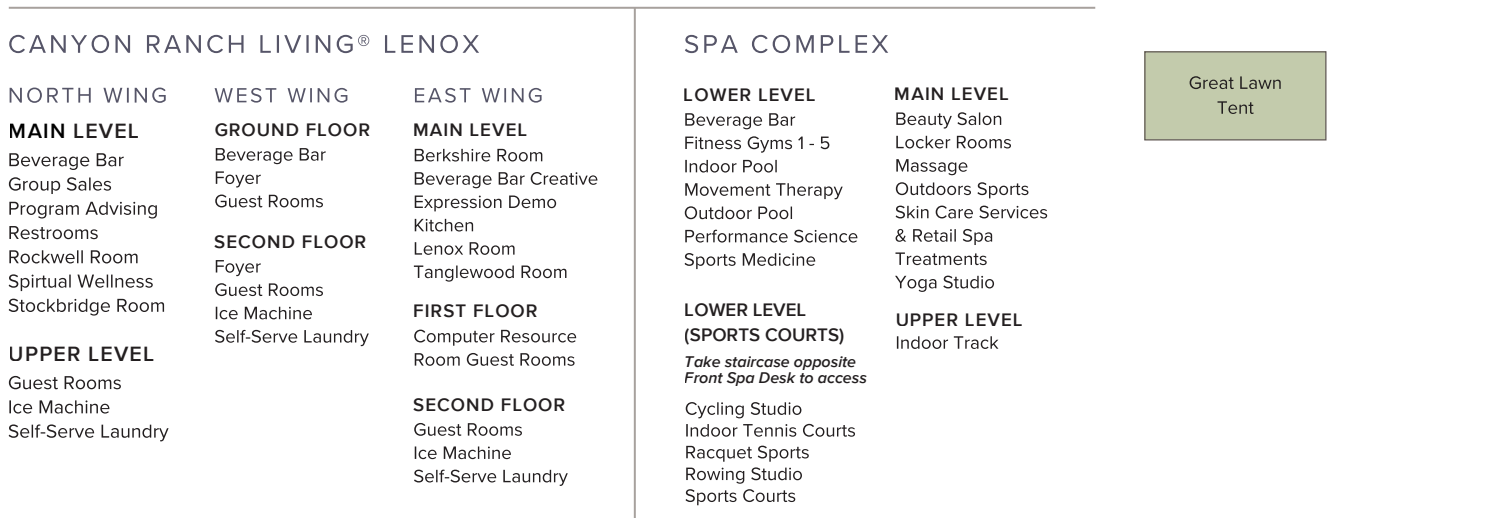 CANYON RANCH LIVING® LENOX
NORTH WING
MAIN LEVEL
Beverage Bar
Group Sales
Program Advising
Restrooms
Rockwell Room
Spirtual Wellness
Stockbridge Room
UPPER LEVEL
Guest Rooms
Ice Machine
Self-Serve Laundry
WEST WING
GROUND FLOOR
Beverage Bar
Foyer
Guest Rooms
SECOND FLOOR
Foyer
Guest Rooms
Ice Machine
Self-Serve Laundry
EAST WING
MAIN LEVEL
Berkshire Room
Beverage Bar Creative
Expression Demo
Kitchen
Lenox Room
Tanglewood Room
FIRST FLOOR
Computer Resource
Room Guest Rooms
SECOND FLOOR
Guest Rooms
Ice Machine
Self-Serve Laundry
SPA COMPLEX
LOWER LEVEL
Beverage Bar
Fitness Gyms 1 - 5
Indoor Pool
Movement Therapy
Outdoor Pool
Performance Science
Sports Medicine
LOWER LEVEL
(SPORTS COURTS)
Take staircase opposite
Front Spa Desk to access
Cycling Studio
Indoor Tennis Courts
Racquet Sports
Rowing Studio
Sports Courts
MAIN LEVEL
Beauty Salon
Locker Rooms
Massage
Outdoors Sports
Skin Care Services
& Retail Spa
Treatments
Yoga Studio
UPPER LEVEL
Indoor Track
Great Lawn
Tent